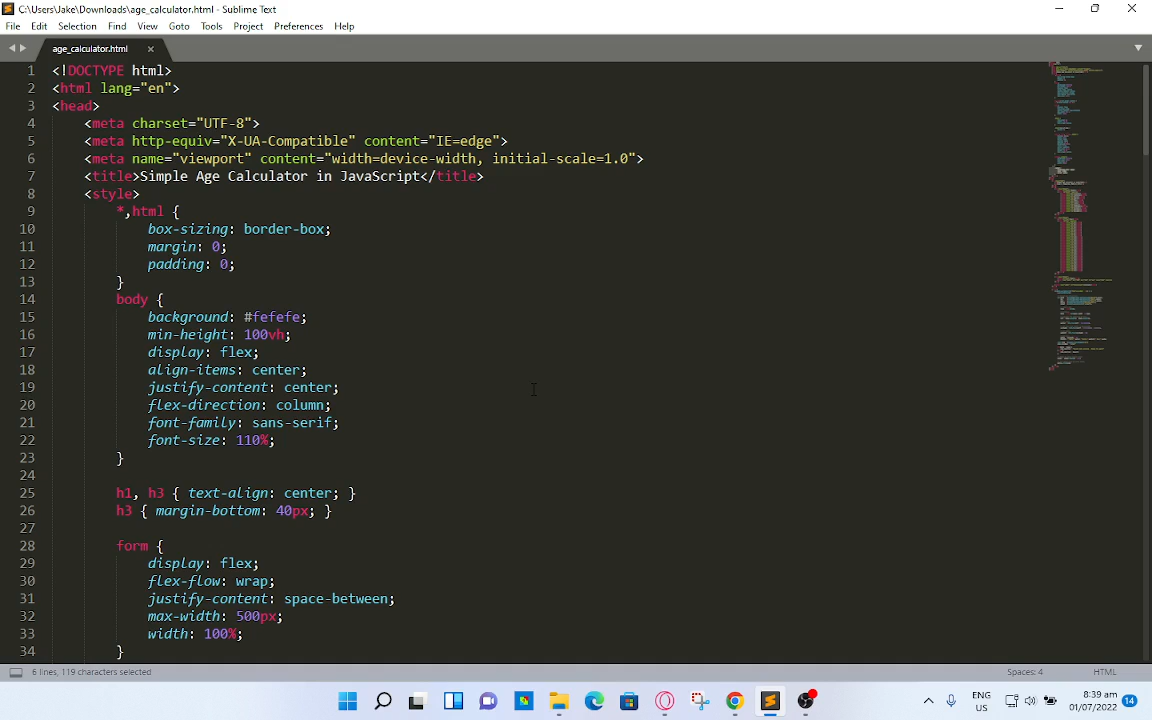 C:\Users\Jake\Downloads\age_calculator.html - Sublime Text
File Edit Selection Find View Goto Tools Project Preferences Help
age_calculator.html
1 <!DOCTYPE html>
2 <html lang="en">
3 <head>
4 <meta charset="UTF-8">
5 <meta http-equiv="X-UA-Compatible" content="IE=edge">
6 <meta name="viewport" content="width=device-width, initial-scale=1.0">
7 <title>Simple Age Calculator in JavaScript</title>
8 <style>
9 *,html {
10 box-sizing: border-box;
11 margin: 0;
12 padding: 0;
13 }
14 body {
15 background: #fefefe;
16 min-height: 100vh;
17 display: flex;
18 align-items: center;
19 justify-content: center;
20 flex-direction: column;
21 font-family: sans-serif;
22 font-size: 110%;
23 }
24
25 h1, h3 { text-align: center; }
26 h3 { margin-bottom: 40px; }
27
28 form {
29 display: flex;
30 flex-flow: wrap;
31 justify-content: space-between;
32 max-width: 500px;
33 width: 100%;
34 }
6 lines, 119 characters selected Spaces: 4 HTML
ENG
US
8:39 am
01/07/2022
14